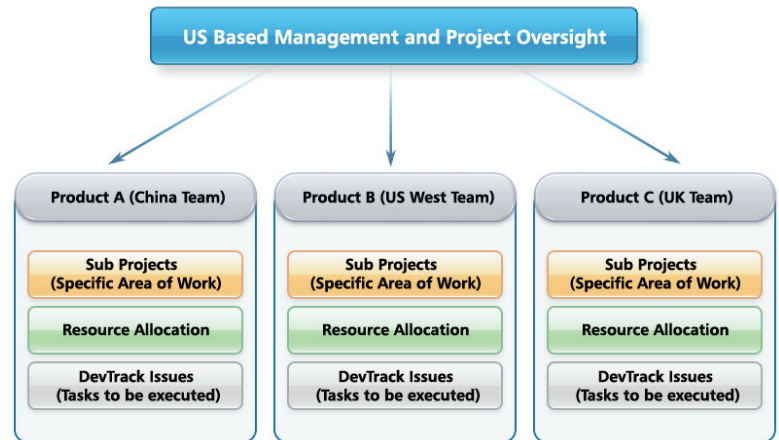 US Based Management and Project Oversight
Product A (China Team)
Sub Projects
(Specific Area of Work)
Resource Allocation
DevTrack Issues
(Tasks to be executed)
Product B (US West Team)
Sub Projects
(Specific Area of Work)
Resource Allocation
DevTrack Issues
(Tasks to be executed)
Product C (UK Team)
Sub Projects
(Specific Area of Work)
Resource Allocation
DevTrack Issues
(Tasks to be executed)